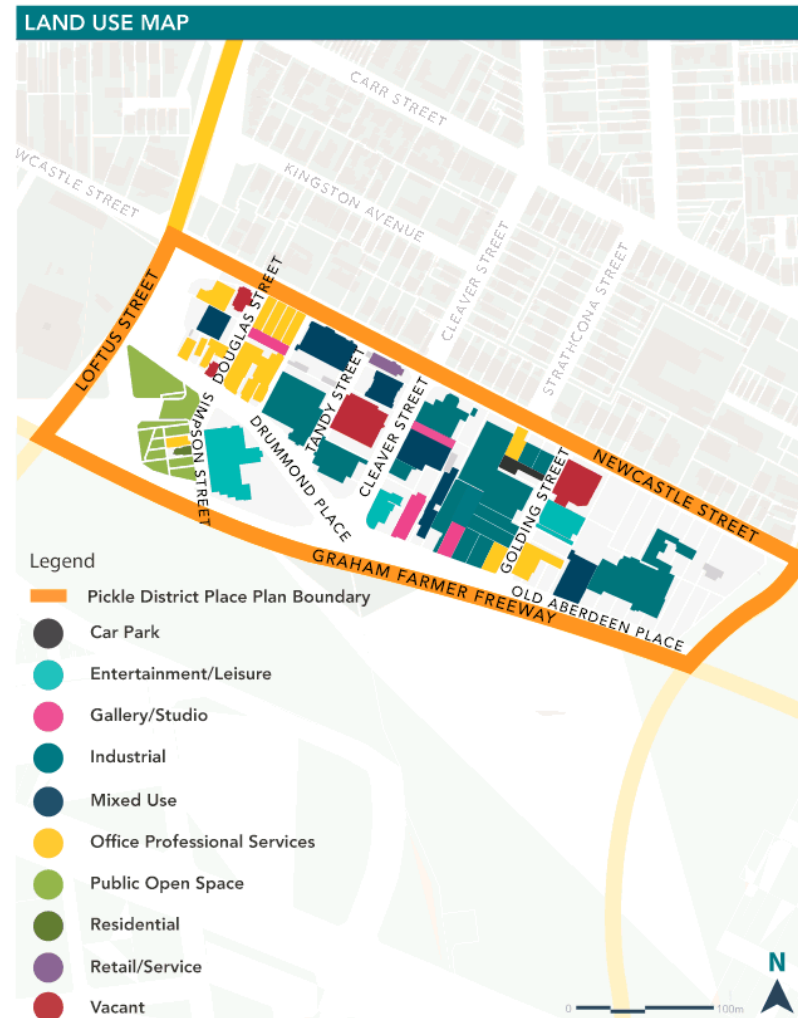 LAND USE MAP
CARR STREET
WCASTLE STREET
KINGSTON AVENUE
CLEAVER STREET
STRATHCONA STREET
LOFTUS STREET
DOUGLAS STREET
SIMPSON STREET
DRUMMOND PLACE
TANDY STREET
CLEAVER STREET
GOLDING STREET
NEWCASTLE STREET
GRAHAM FARMER FREEWAY
OLD ABERDEEN PLACE
Legend
Pickle District Place Plan Boundary
Car Park
Entertainment/Leisure
Gallery/Studio
Industrial
Mixed Use
Office Professional Services
Public Open Space
Residential
Retail/Service
Vacant
N
0 100m